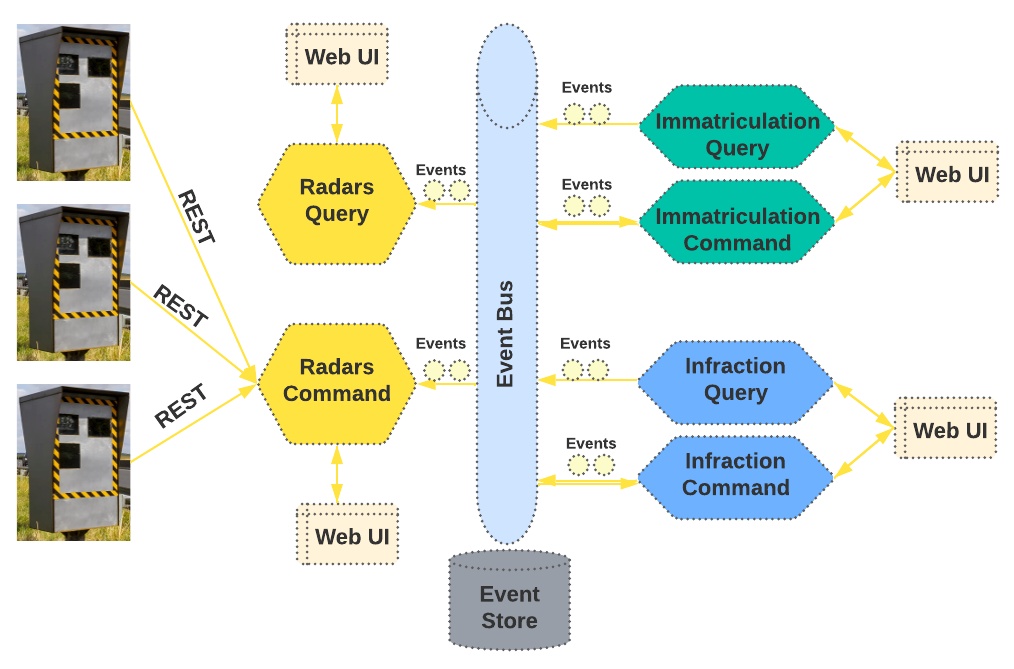 Web UI
Events
Immatriculation
Query
Events
Radars
Query
Web UI
Events
Immatriculation
Command
REST
REST
REST
Event Bus
Events
Radars
Command
Events
Infraction
Query
Web UI
Events
Infraction
Command
Web UI
Event
Store